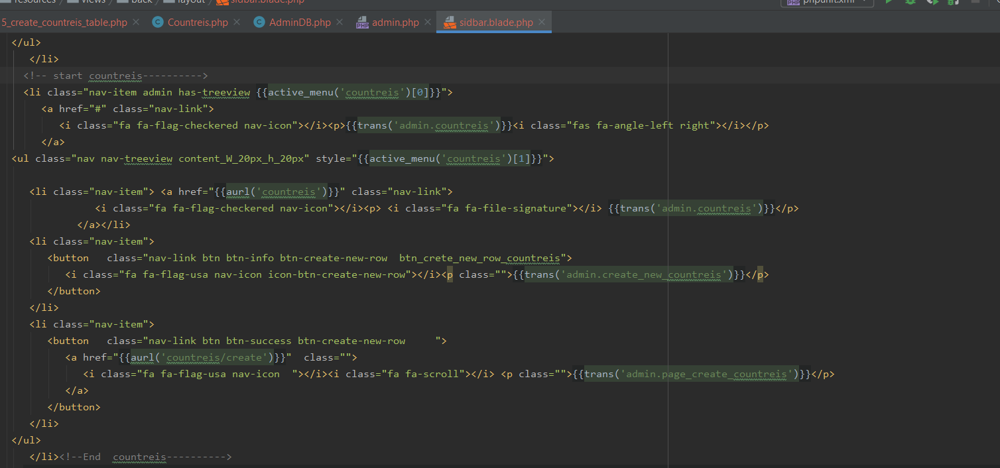 resources / views / back / layout / sidbar.blade.php
phpunit.xml
5_create_countreis_table.php × Countreis.php × AdminDB.php × admin.php × sidbar.blade.php ×
</ul>
</li>
<!-- start countreis---------->
<li class="nav-item admin has-treeview {{active_menu('countreis')[0]}}">
<a href="#" class="nav-link">
<i class="fa fa-flag-checkered nav-icon"></i><p>{{trans('admin.countreis')}}<i class="fas fa-angle-left right"></i></p>
</a>
<ul class="nav nav-treeview content_W_20px_h_20px" style="{{active_menu('countreis')[1]}}">
<li class="nav-item"> <a href="{{aurl('countreis')}}" class="nav-link">
<i class="fa fa-flag-checkered nav-icon"></i><p> <i class="fa fa-file-signature"></i> {{trans('admin.countreis')}}</p>
</a></li>
<li class="nav-item">
<button   class="nav-link btn btn-info btn-create-new-row  btn_crete_new_row_countreis">
<i class="fa fa-flag-usa nav-icon icon-btn-create-new-row"></i><p class="">{{trans('admin.create_new_countreis')}}</p>
</button>
</li>
<li class="nav-item">
<button   class="nav-link btn btn-success btn-create-new-row     ">
<a href="{{aurl('countreis/create')}}"  class="">
<i class="fa fa-flag-usa nav-icon  "></i><i class="fa fa-scroll"></i> <p class="">{{trans('admin.page_create_countreis')}}</p>
</a>
</button>
</li>
</ul>
</li><!--End  countreis---------->